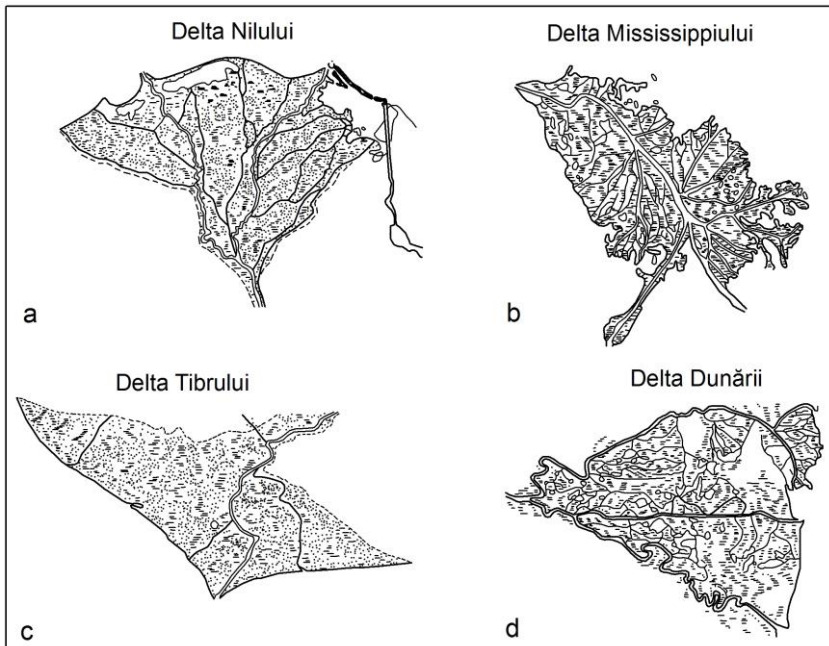 Delta Nilului
Delta Mississippiului
a
b
Delta Tibrului
Delta Dunării
c
d